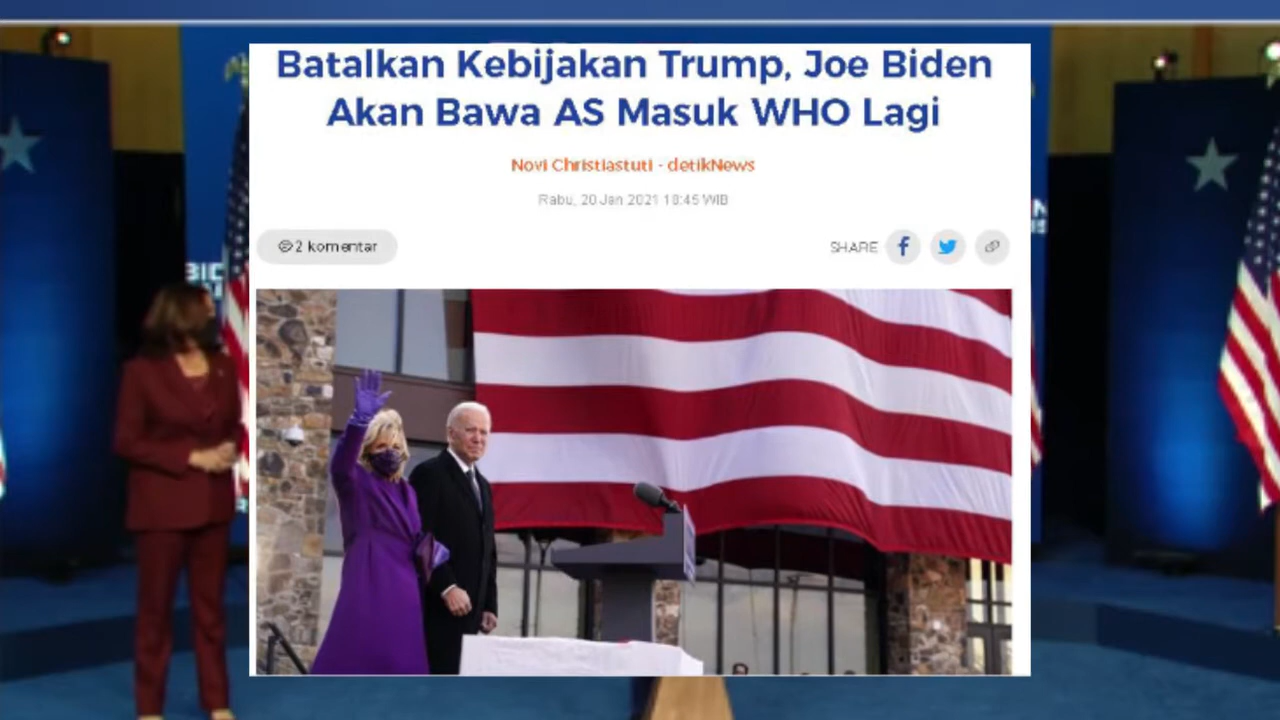 Batalkan Kebijakan Trump, Joe Biden
Akan Bawa AS Masuk WHO Lagi
Novi Christiastuti - detikNews
Rabu, 20 Jan 2021 18:45 WIB
2 komentar
SHARE